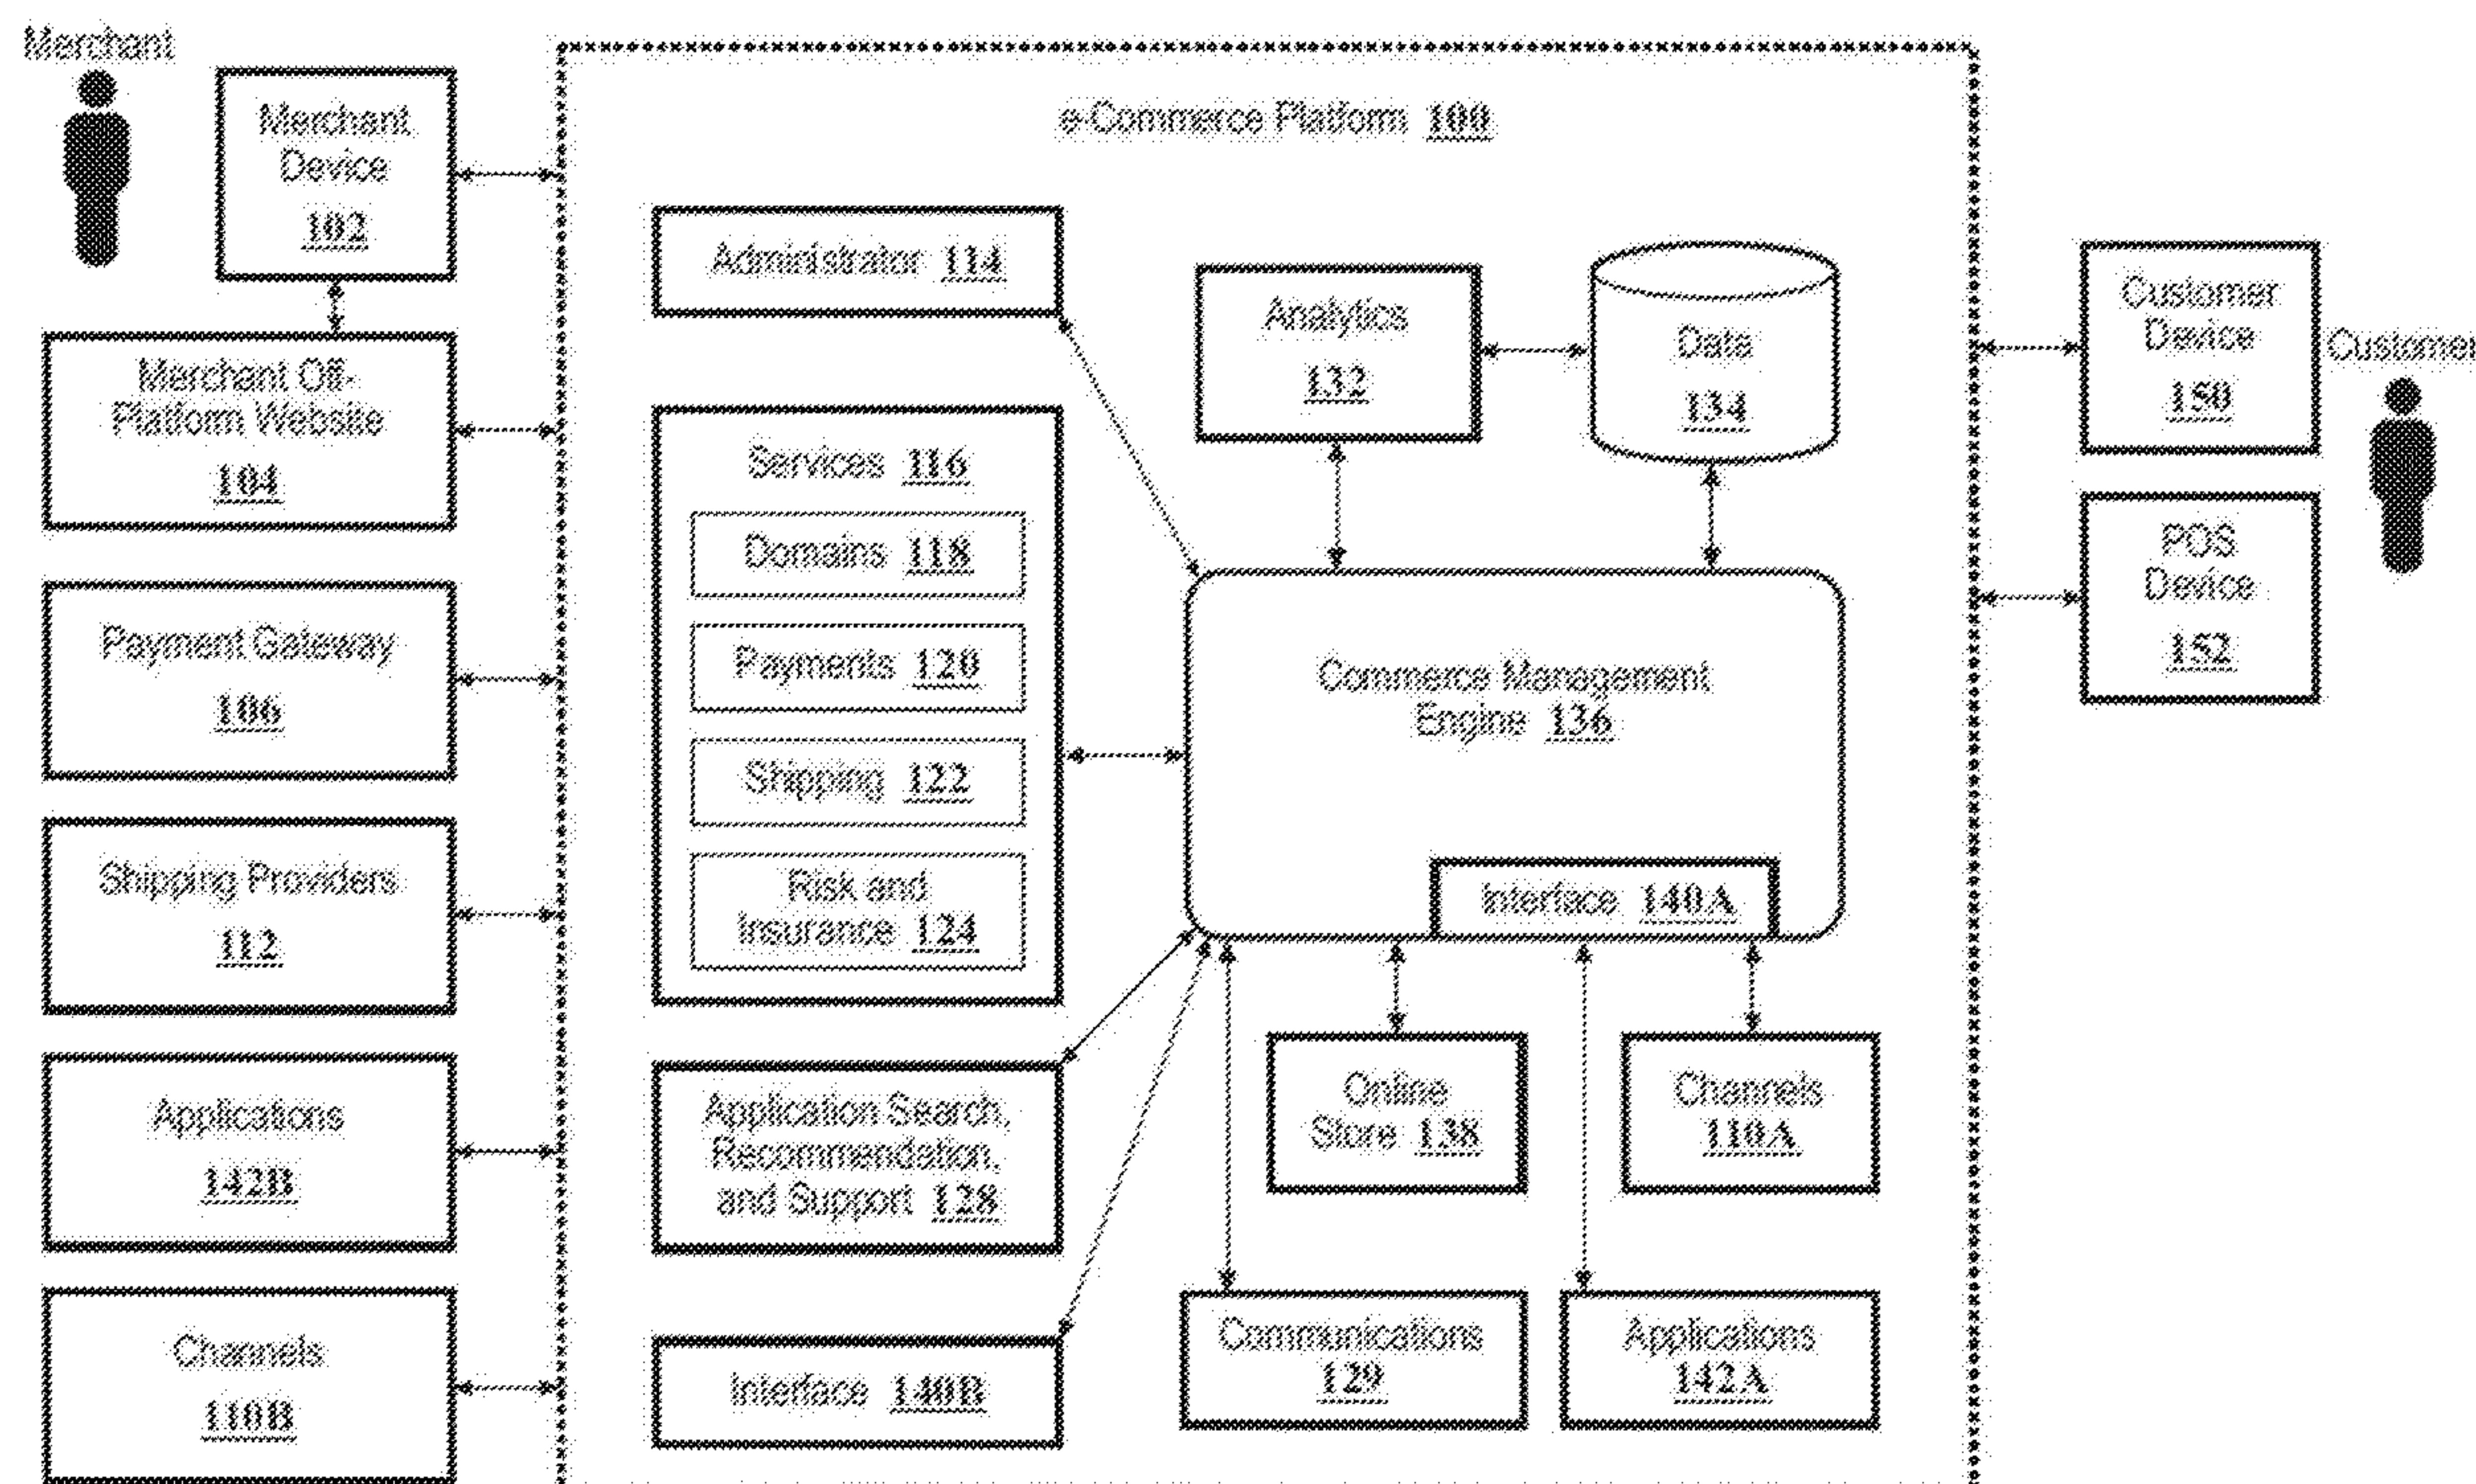 Merchant
Merchant
Device
102
Merchant Off-
Platform Website
104
Payment Gateway
106
Shipping Providers
112
Applications
142B
Channels
110B
e-Commerce Platform 100
Administrator 114
Services 116
Domains 118
Payments 120
Shipping 122
Risk and
Insurance 124
Application Search,
Recommendation,
and Support 128
Interface 140B
Analytics
132
Data
134
Commerce Management
Engine 136
Interface 140A
Online
Store 138
Channels
110A
Communications
129
Applications
142A
Customer
Device
150
Customer
POS
Device
152